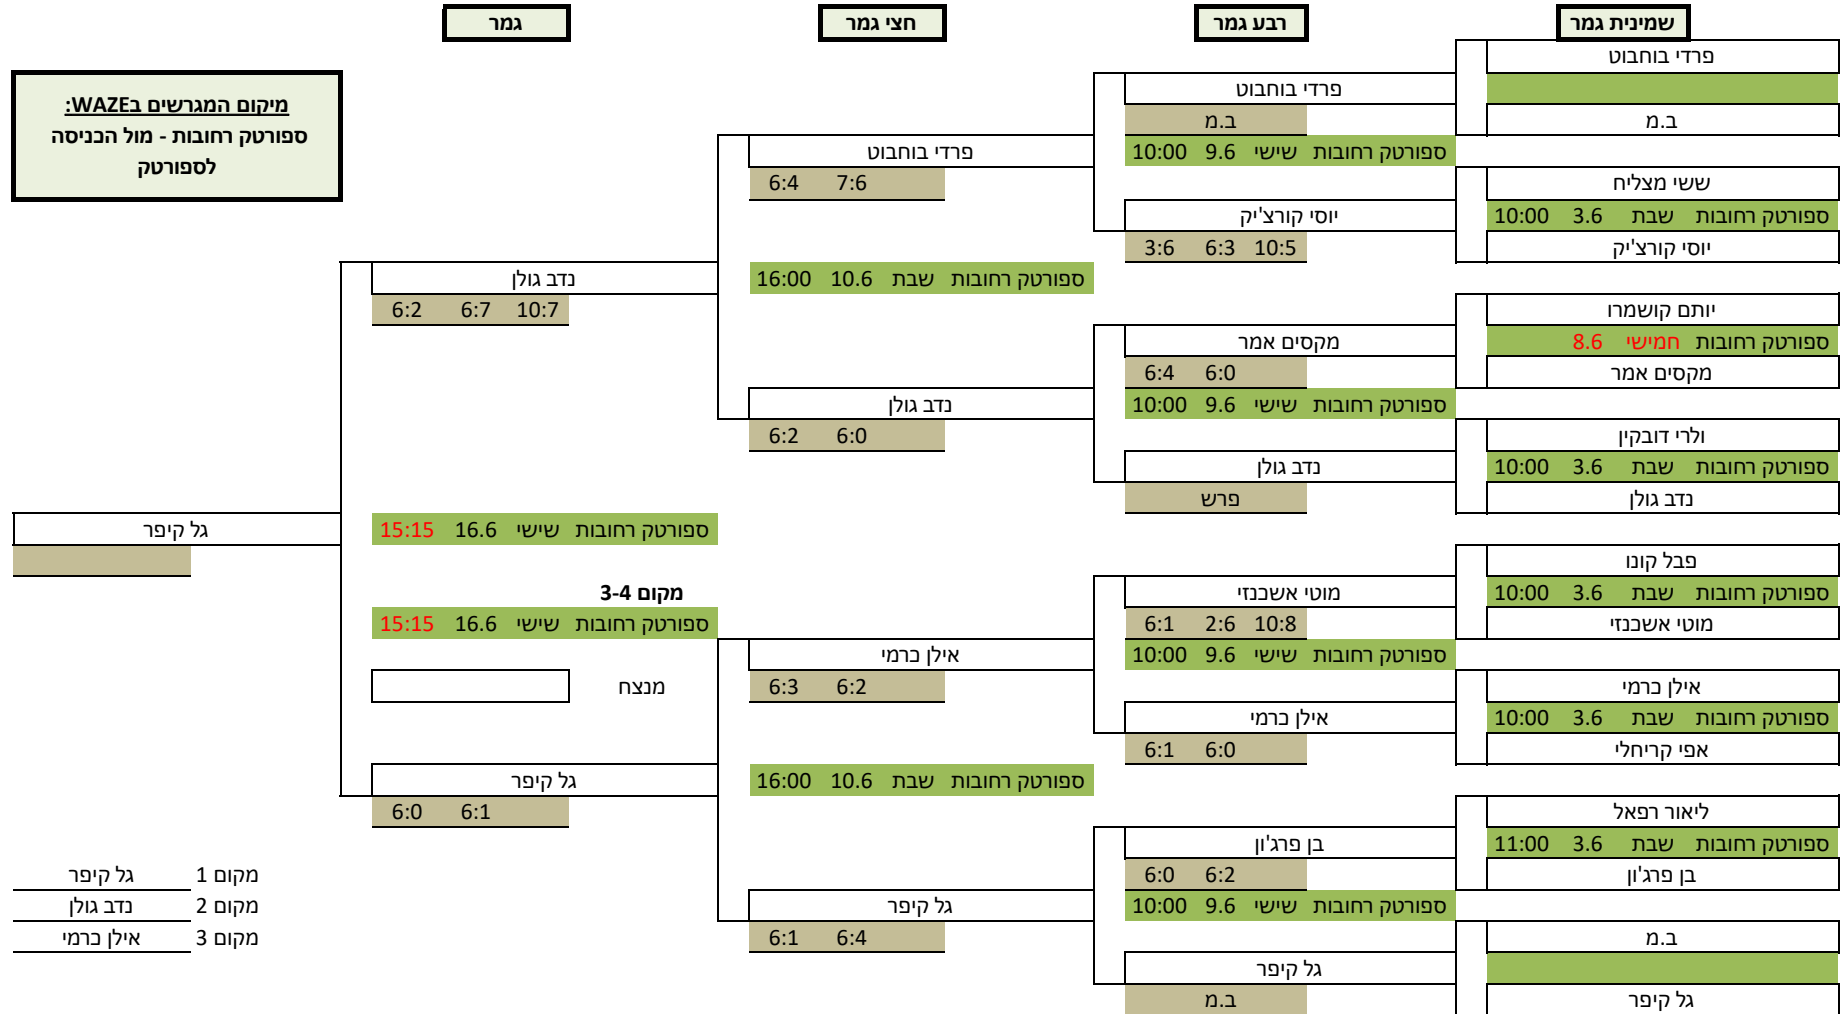 שמינית גמר
רבע גמר
חצי גמר
גמר
מיקום המגרשים בWAZE:
ספורטק רחובות - מול הכניסה
לספורטק
פרדי בוחבוט
ב.מ
ששי מצליח
ספורטק רחובות שבת 3.6 10:00
יוסי קורצ'יק
יותם קושמרו
ספורטק רחובות חמישי 8.6
מקסים אמר
ולרי דובקין
ספורטק רחובות שבת 3.6 10:00
נדב גולן
פבל קונו
ספורטק רחובות שבת 3.6 10:00
מוטי אשכנזי
אילן כרמי
ספורטק רחובות שבת 3.6 10:00
אפי קריחלי
ליאור רפאל
ספורטק רחובות שבת 3.6 11:00
בן פרג'ון
ב.מ
גל קיפר
פרדי בוחבוט
ב.מ
ספורטק רחובות שישי 9.6 10:00
יוסי קורצ'יק
3:6 6:3 10:5
מקסים אמר
6:4 6:0
ספורטק רחובות שישי 9.6 10:00
נדב גולן
פרש
מוטי אשכנזי
6:1 2:6 10:8
ספורטק רחובות שישי 9.6 10:00
אילן כרמי
6:1 6:0
בן פרג'ון
6:0 6:2
ספורטק רחובות שישי 9.6 10:00
גל קיפר
ב.מ
פרדי בוחבוט
6:4 7:6
ספורטק רחובות שבת 10.6 16:00
נדב גולן
6:2 6:0
אילן כרמי
6:3 6:2
ספורטק רחובות שבת 10.6 16:00
גל קיפר
6:1 6:4
נדב גולן
6:2 6:7 10:7
ספורטק רחובות שישי 16.6 15:15
מקום 3-4
ספורטק רחובות שישי 16.6 15:15
מנצח
גל קיפר
6:0 6:1
גל קיפר
מקום 1 גל קיפר
מקום 2 נדב גולן
מקום 3 אילן כרמי